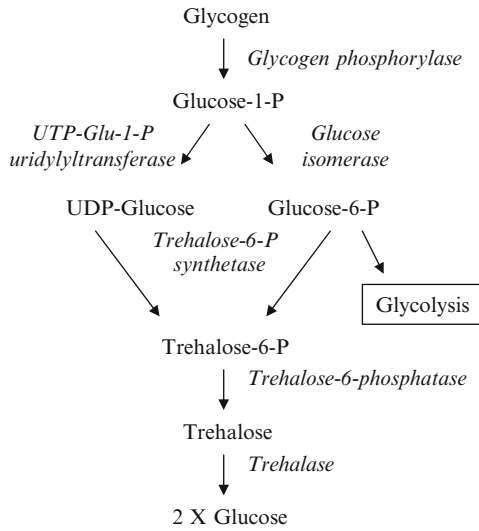 Glycogen
Glycogen phosphorylase
Glucose-1-P
UTP-Glu-1-P
uridylyltransferase
Glucose
isomerase
UDP-Glucose
Glucose-6-P
Trehalose-6-P
synthetase
Glycolysis
Trehalose-6-P
Trehalose-6-phosphatase
Trehalose
Trehalase
2 X Glucose